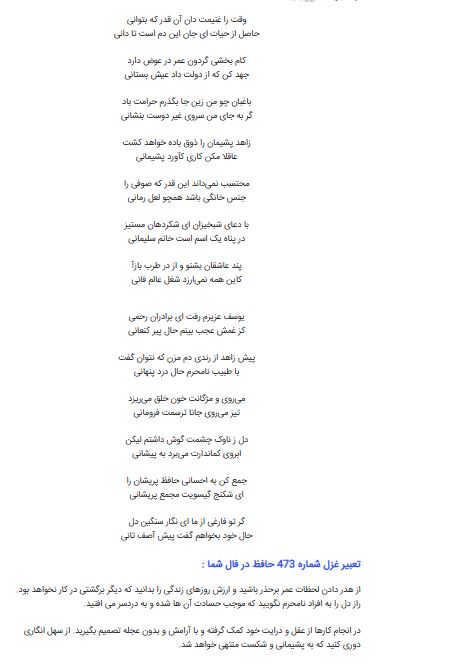 وقت را غنیمت دان آن قدر که بتوانی
حاصل از حیات ای جان این دم است تا دانی
کام بخشی گردون عمر در عوض دارد
جهد کن که از دولت داد عیش بستانی
باغبان چو من زین جا بگذرم حرامت باد
گر به جای من سروی غیر دوست بنشانی
زاهد پشیمان را ذوق باده خواهد کشت
عاقلا مکن کاری کآورد پشیمانی
محتسب نمی‌داند این قدر که صوفی را
جنس خانگی باشد همچو لعل رمانی
با دعای شبخیزان ای شکردهان مستیز
در پناه یک اسم است خاتم سلیمانی
پند عاشقان بشنو و از در طرب بازآ
کاین همه نمی‌ارزد شغل عالم فانی
یوسف عزیزم رفت ای برادران رحمی
کز غمش عجب بینم حال پیر کنعانی
پیش زاهد از رندی دم مزن که نتوان گفت
با طبیب نامحرم حال درد پنهانی
می‌روی و مژگانت خون خلق می‌ریزد
تیز می‌روی جانا ترسمت فرومانی
دل ز ناوک چشمت گوش داشتم لیکن
ابروی کماندارت می‌برد به پیشانی
جمع کن به احسانی حافظ پریشان را
ای شکنج گیسویت مجمع پریشانی
گر تو فارغی از ما ای نگار سنگین دل
حال خود بخواهم گفت پیش آصف ثانی
تعبیر غزل شماره 473 حافظ در فال شما :
از هدر دادن لحظات عمر برحذر باشید و ارزش روزهای زندگی را بدانید که دیگر برگشتی در کار نخواهد بود.
راز دل را به افراد نامحرم نگویید که موجب حسادت آن ها شده و به دردسر می افتید.
در انجام کارها از عقل و درایت خود کمک گرفته و با آرامش و بدون عجله تصمیم بگیرید. از سهل انگاری
دوری کنید که به پشیمانی و شکست منتهی خواهد شد.